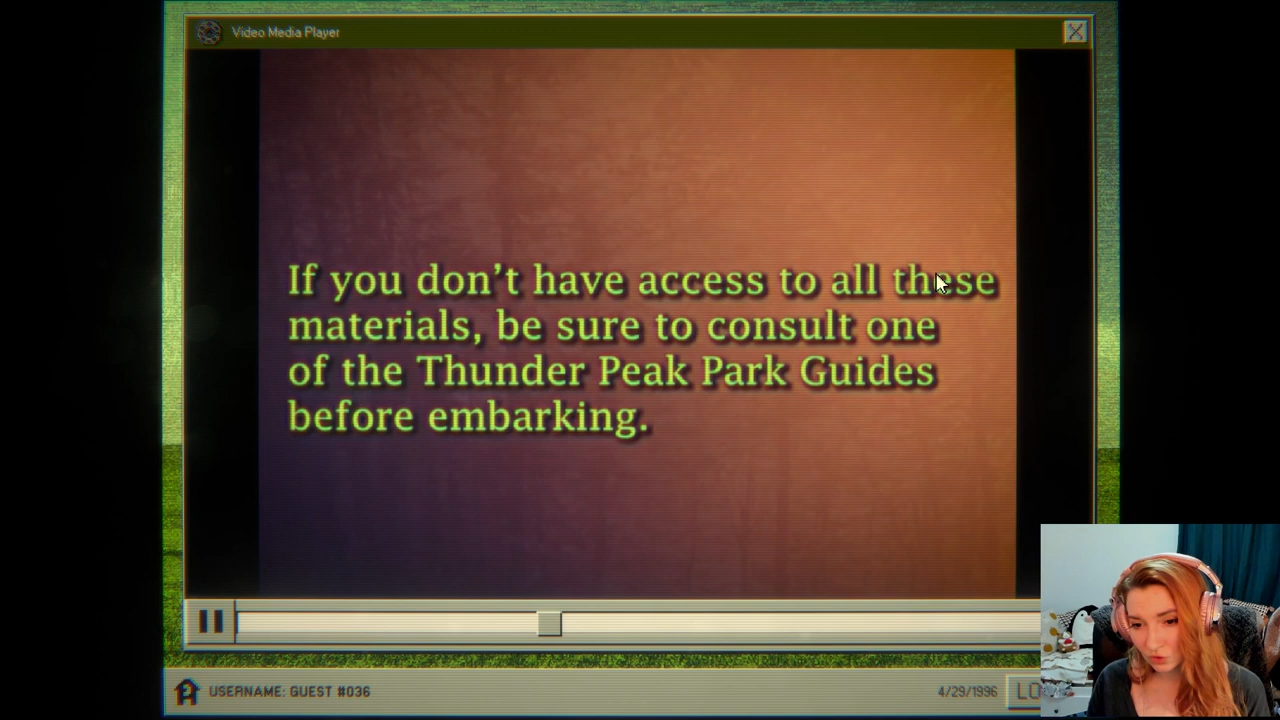 Video Media Player
If you don't have access to all these
materials, be sure to consult one
of the Thunder Peak Park Guides
before embarking.
USERNAME: GUEST #036
4/29/1996